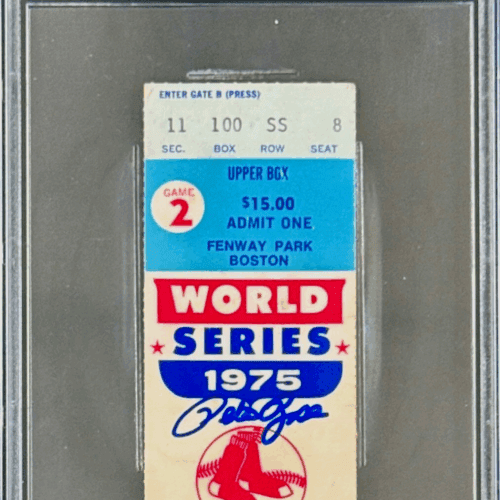 ENTER GATE B (PRESS)
11 100 SS 8
SEC. BOX ROW SEAT
UPPER BOX
GAME
2
$15.00
ADMIT ONE
FENWAY PARK
BOSTON
WORLD
SERIES
1975
Pete Rose